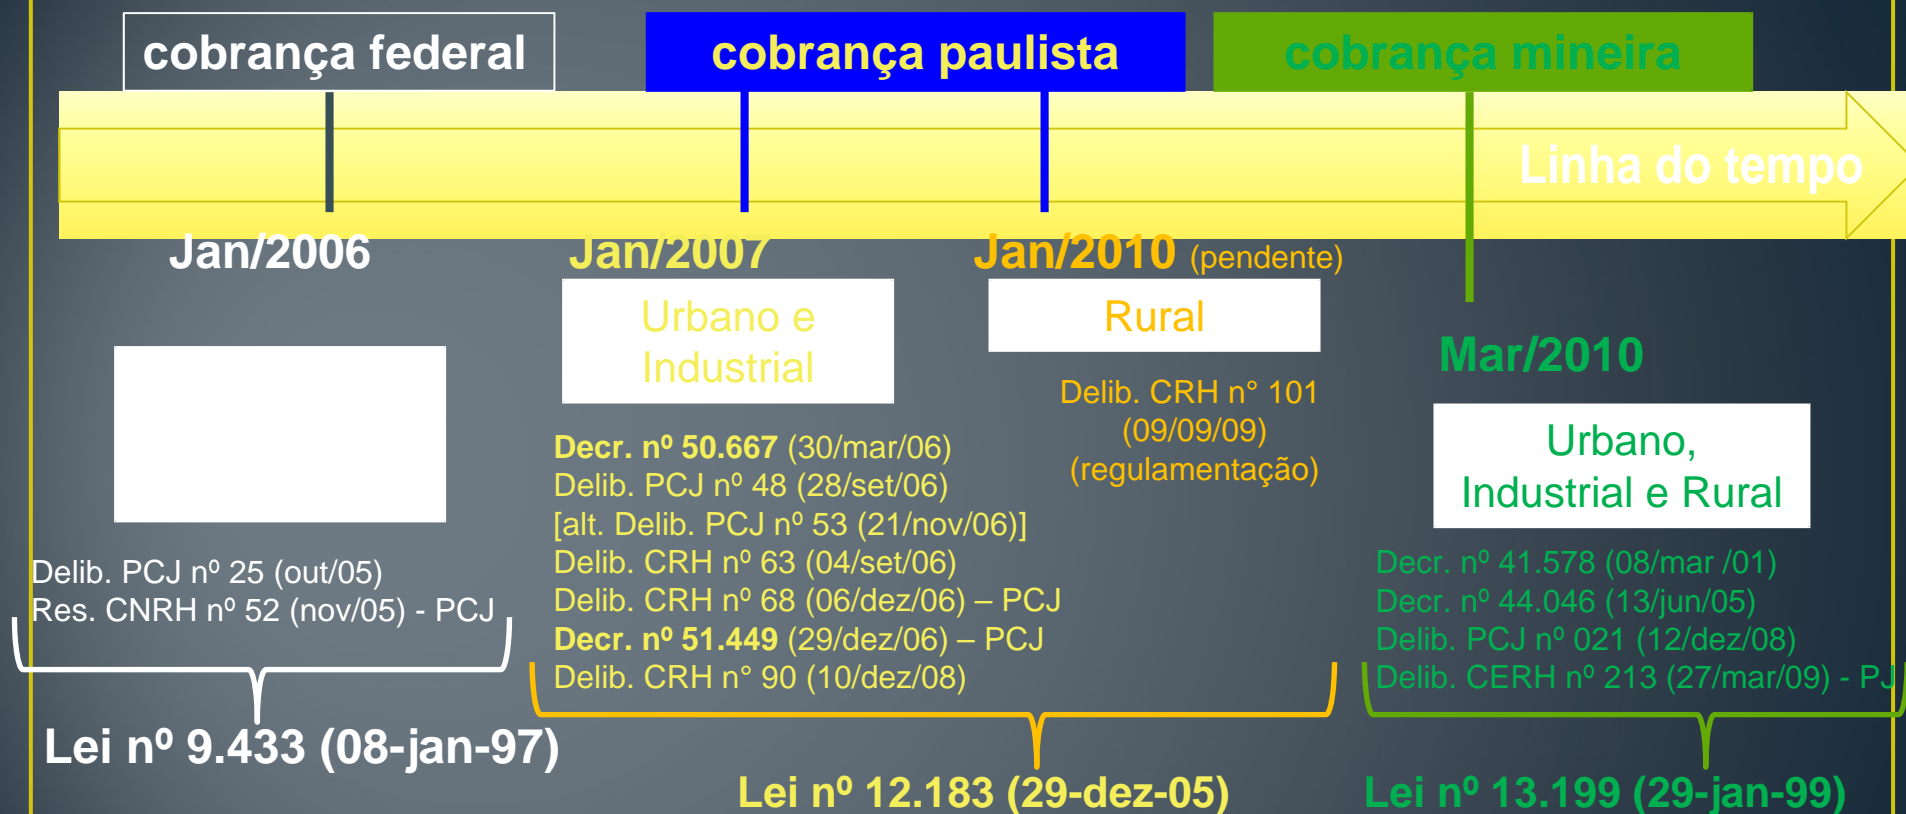 cobrança federal
cobrança paulista
cobrança mineira
Linha do tempo
Jan/2006
Delib. PCJ nº 25 (out/05)
Res. CNRH nº 52 (nov/05) - PCJ
Lei nº 9.433 (08-jan-97)
Jan/2007
Urbano e
Industrial
Decr. nº 50.667 (30/mar/06)
Delib. PCJ nº 48 (28/set/06)
[alt. Delib. PCJ nº 53 (21/nov/06)]
Delib. CRH nº 63 (04/set/06)
Delib. CRH nº 68 (06/dez/06) – PCJ
Decr. nº 51.449 (29/dez/06) – PCJ
Delib. CRH n° 90 (10/dez/08)
Jan/2010 (pendente)
Rural
Delib. CRH n° 101
(09/09/09)
(regulamentação)
Lei nº 12.183 (29-dez-05)
Mar/2010
Urbano,
Industrial e Rural
Decr. nº 41.578 (08/mar /01)
Decr. nº 44.046 (13/jun/05)
Delib. PCJ nº 021 (12/dez/08)
Delib. CERH nº 213 (27/mar/09) - PJ
Lei nº 13.199 (29-jan-99)